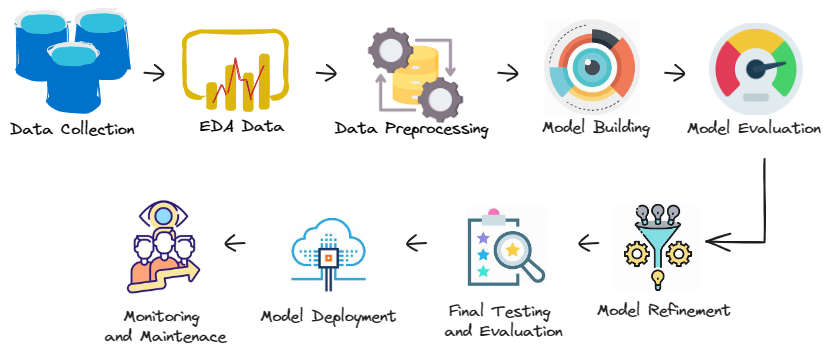 Data Collection
EDA Data
Data Preprocessing
Model Building
Model Evaluation
Model Refinement
Final Testing
and Evaluation
Model Deployment
Monitoring
and Maintenace